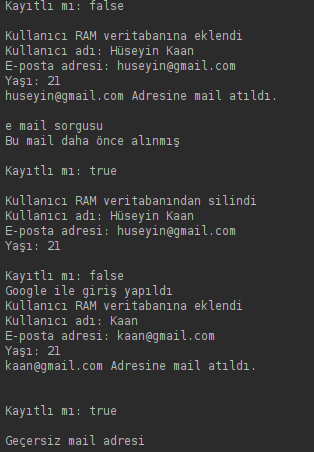 Kayıtlı mı: false
Kullanıcı RAM veritabanına eklendi
Kullanıcı adı: Hüseyin Kaan
E-posta adresi: huseyin@gmail.com
Yaşı: 21
huseyin@gmail.com Adresine mail atıldı.
e mail sorgusu
Bu mail daha önce alınmış
Kayıtlı mı: true
Kullanıcı RAM veritabanından silindi
Kullanıcı adı: Hüseyin Kaan
E-posta adresi: huseyin@gmail.com
Yaşı: 21
Kayıtlı mı: false
Google ile giriş yapıldı
Kullanıcı RAM veritabanına eklendi
Kullanıcı adı: Kaan
E-posta adresi: kaan@gmail.com
Yaşı: 21
kaan@gmail.com Adresine mail atıldı.
Kayıtlı mı: true
Geçersiz mail adresi